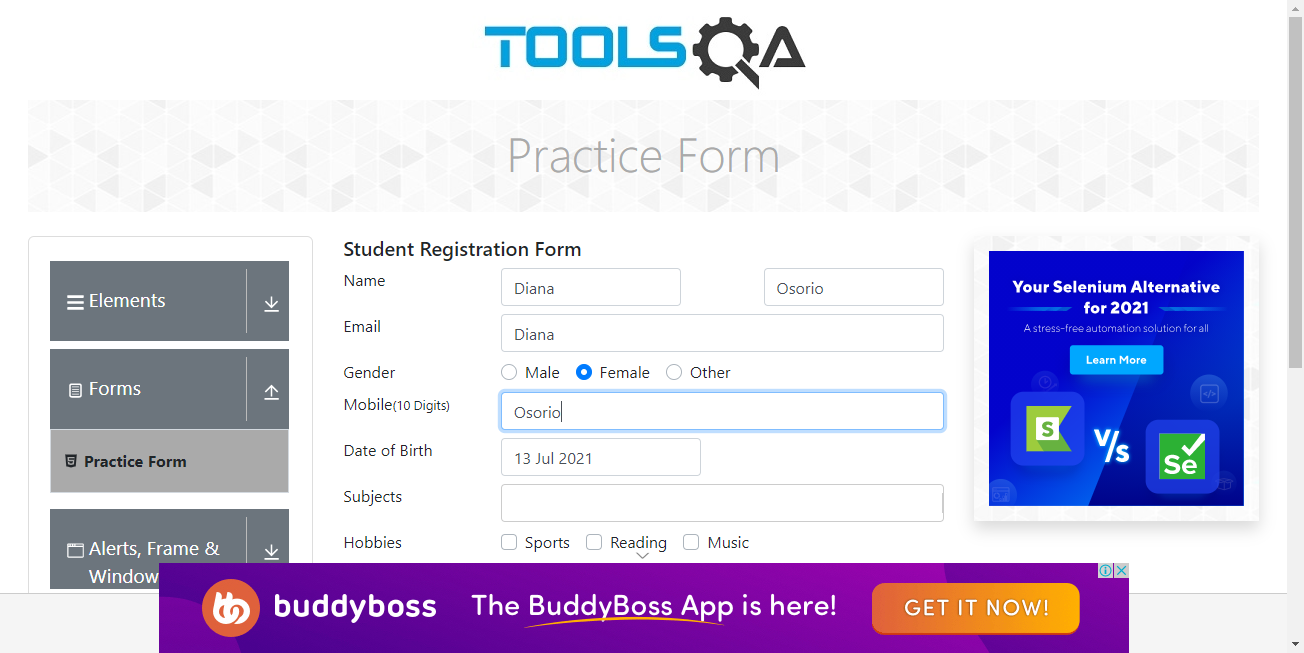 TOOLSQA
Practice Form
Elements
Forms
Practice Form
Alerts, Frame &
Window
Student Registration Form
Name
Diana
Osorio
Email
Diana
Gender
Male
Female
Other
Mobile(10 Digits)
Osorio
Date of Birth
13 Jul 2021
Subjects
Hobbies
Sports
Reading
Music
Your Selenium Alternative
for 2021
A stress-free automation solution for all
Learn More
S
V/s
Se
buddyboss
The BuddyBoss App is here!
GET IT NOW!